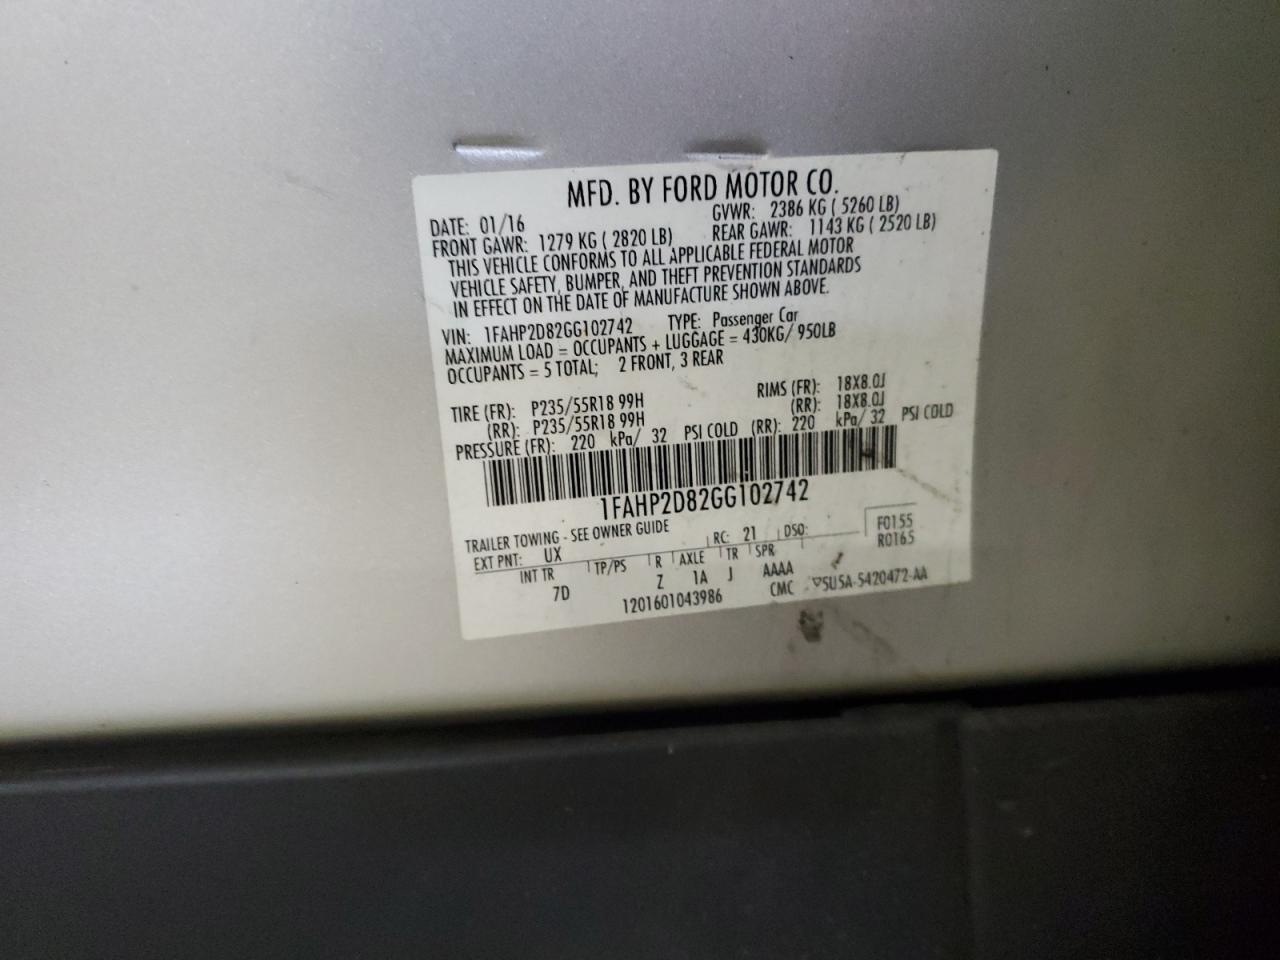 MFD. BY FORD MOTOR CO.
DATE: 01/16 GVWR: 2386 KG ( 5260 LB)
FRONT GAWR: 1279 KG ( 2820 LB) REAR GAWR: 1143 KG ( 2520 LB)
THIS VEHICLE CONFORMS TO ALL APPLICABLE FEDERAL MOTOR
VEHICLE SAFETY, BUMPER, AND THEFT PREVENTION STANDARDS
IN EFFECT ON THE DATE OF MANUFACTURE SHOWN ABOVE.
VIN: 1FAHP2D82GG102742 TYPE: Passenger Car
MAXIMUM LOAD = OCCUPANTS + LUGGAGE = 430KG/ 950LB
OCCUPANTS = 5 TOTAL; 2 FRONT, 3 REAR
TIRE (FR): P235/55R18 99H RIMS (FR): 18X8.0J
(RR): P235/55R18 99H (RR): 18X8.0J
PRESSURE (FR): 220 kPa/ 32 PSI COLD (RR): 220 kPa/ 32 PSI COLD
1FAHP2D82GG102742
TRAILER TOWING - SEE OWNER GUIDE
EXT PNT: UX RC: 21 DSO: F0155
R0165
INT TR TP/PS R AXLE TR SPR
7D Z 1A J AAAA
1201601043986 CMC 5U5A-5420472-AA